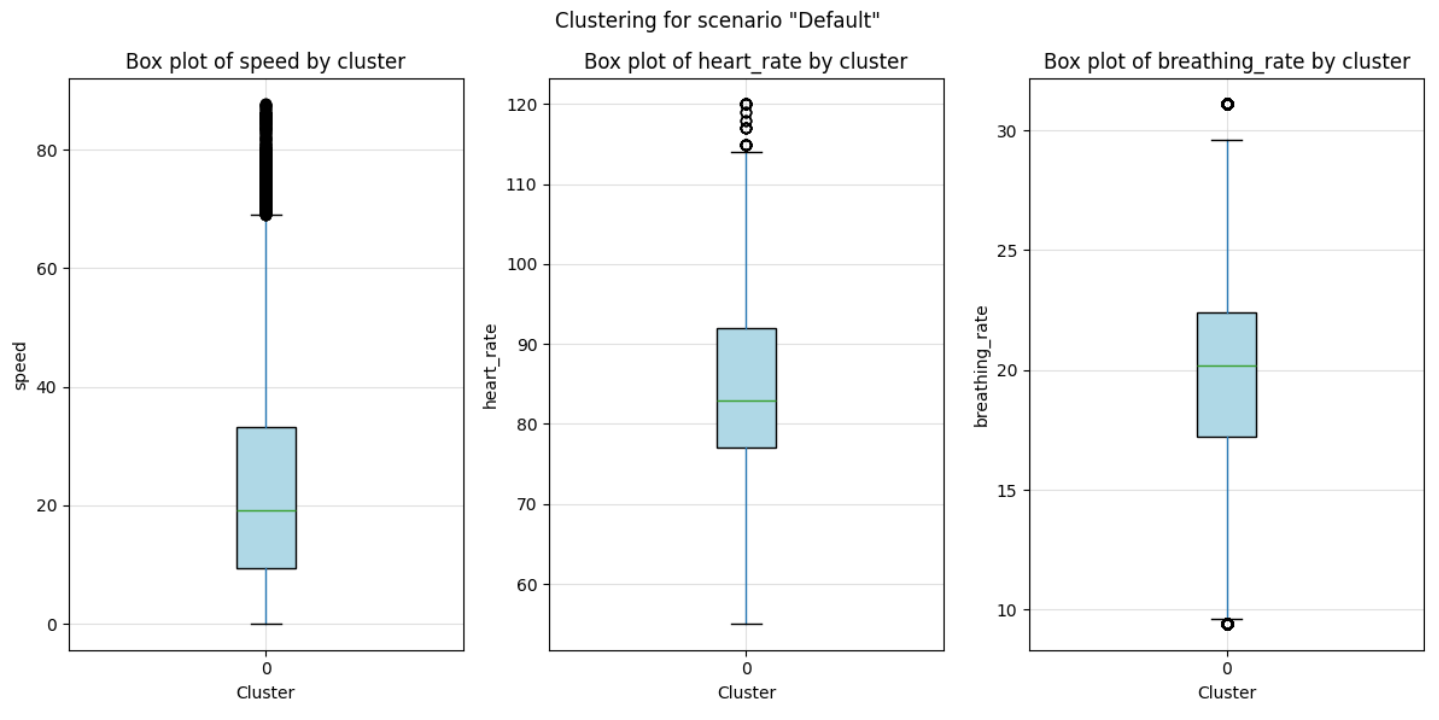 Clustering for scenario "Default"
Box plot of speed by cluster
speed
80
60
40
20
0
0
Cluster
Box plot of heart_rate by cluster
heart_rate
120
110
100
90
80
70
60
0
Cluster
Box plot of breathing_rate by cluster
breathing_rate
30
25
20
15
10
0
Cluster